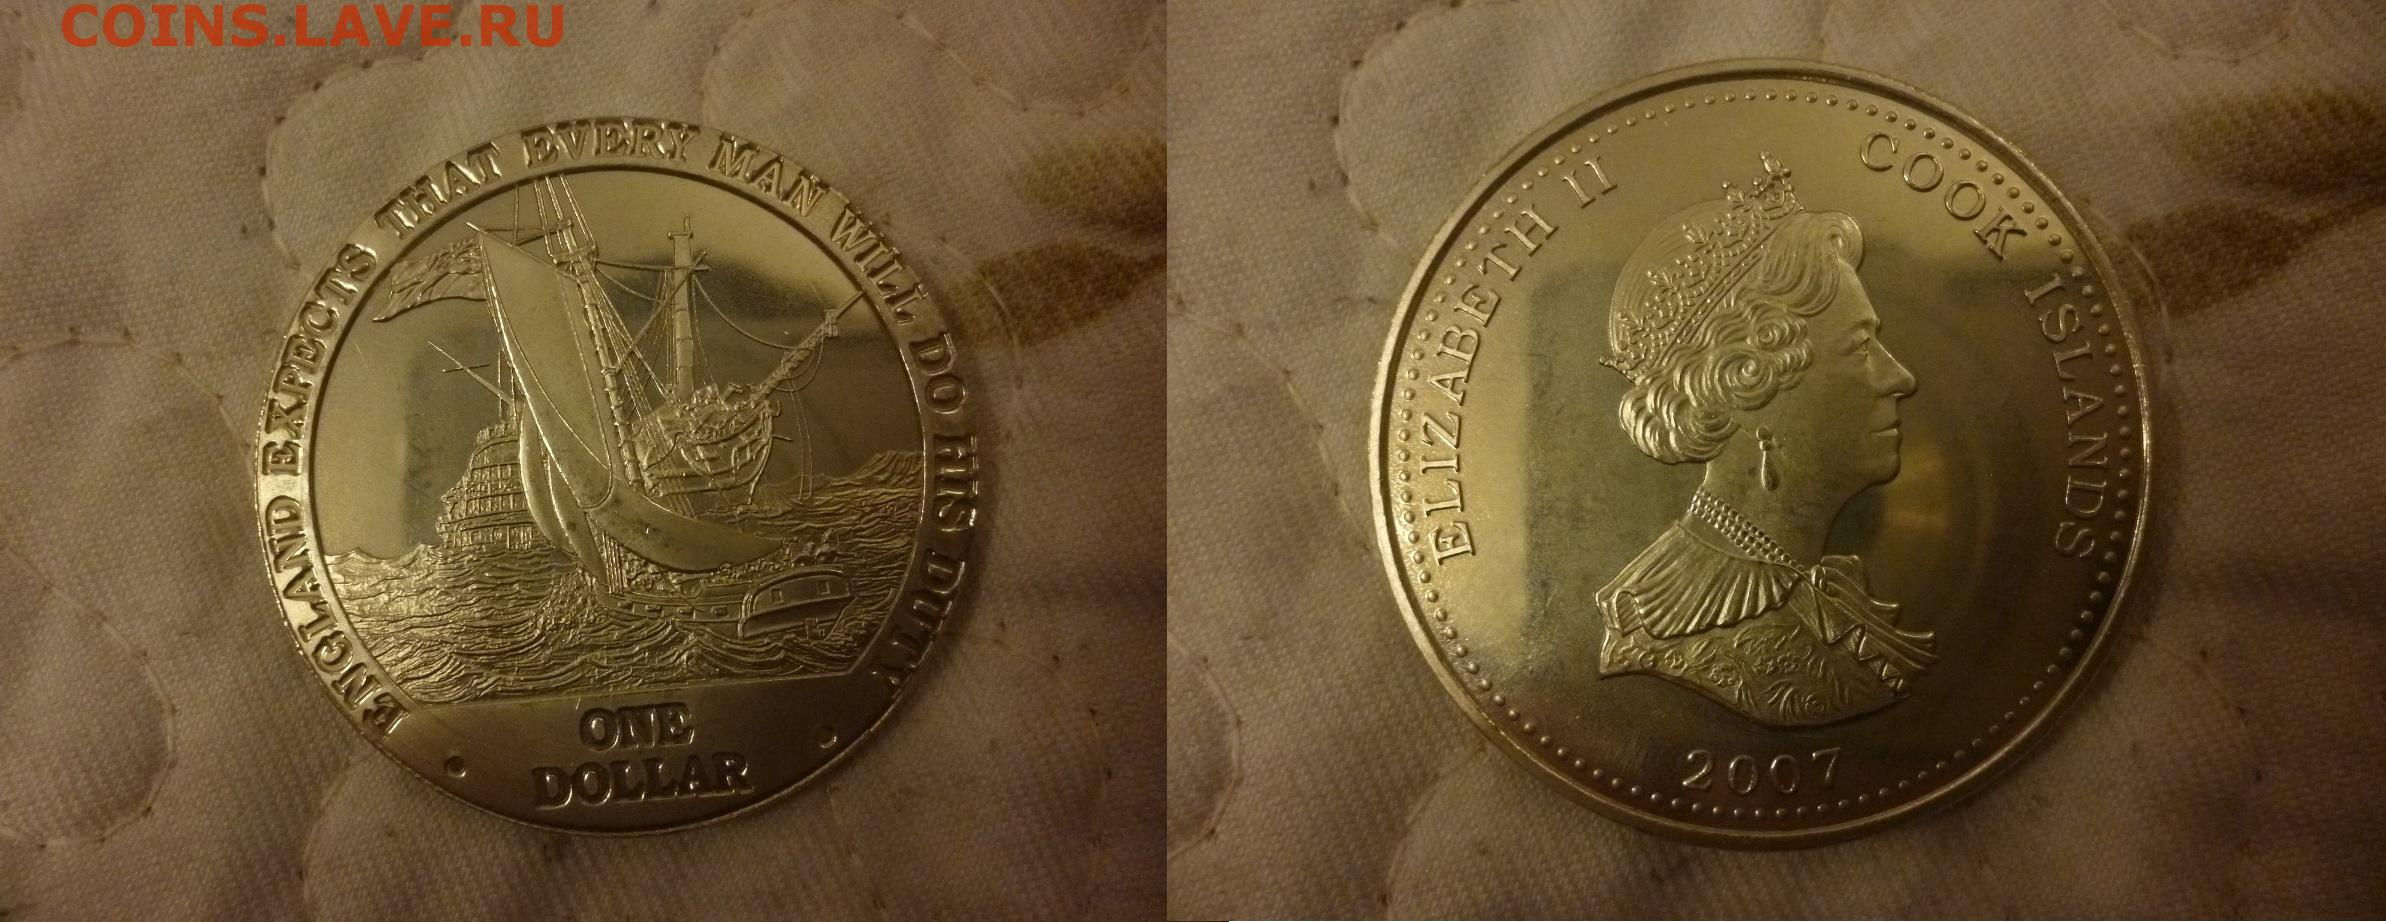 COINS.LAVE.RU
ENGLAND EXPECTS THAT EVERY MAN WILL DO HIS DUTY
ONE
DOLLAR
ELIZABETH II
COOK ISLANDS
2007